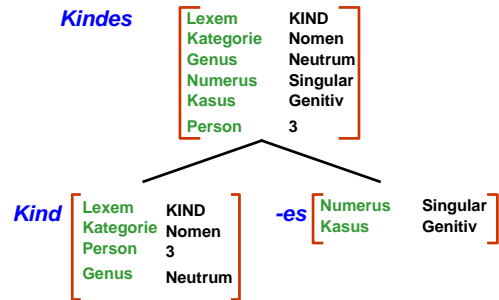 Kindes
Lexem KIND
Kategorie Nomen
Genus Neutrum
Numerus Singular
Kasus Genitiv
Person 3
Kind
Lexem KIND
Kategorie Nomen
Person 3
Genus Neutrum
-es
Numerus Singular
Kasus Genitiv